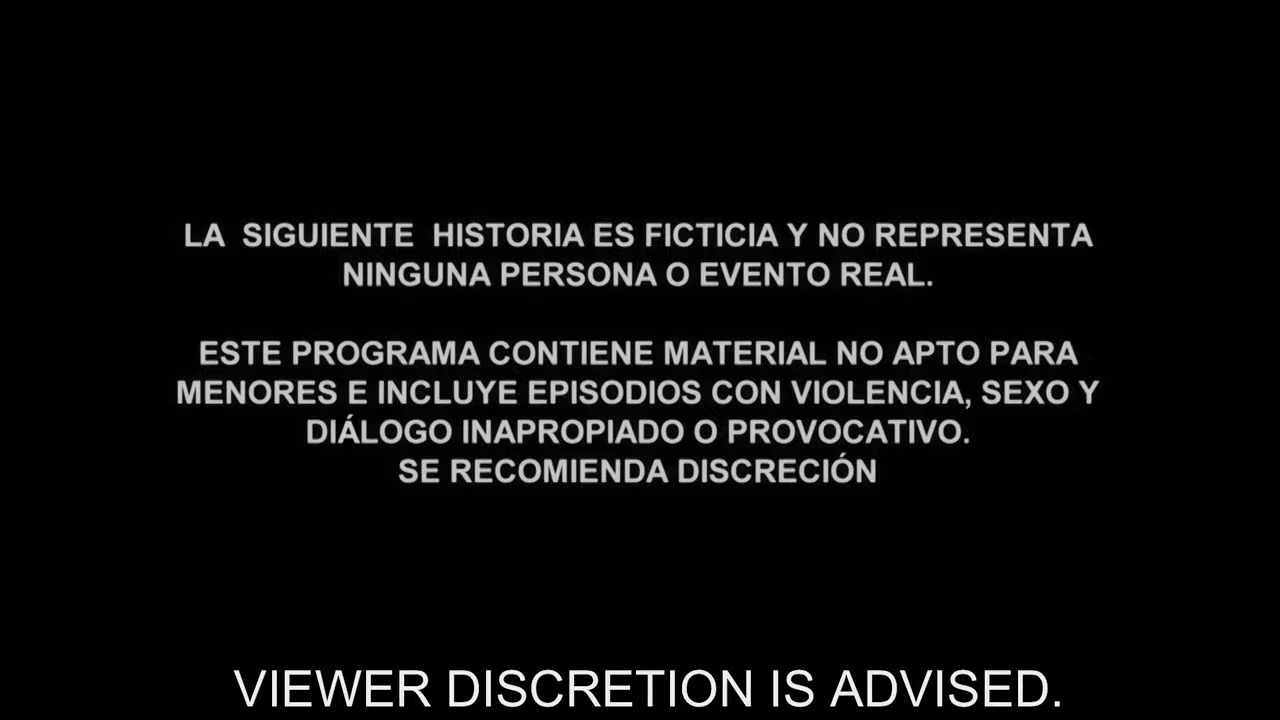 LA SIGUIENTE HISTORIA ES FICTICIA Y NO REPRESENTA
NINGUNA PERSONA O EVENTO REAL.
ESTE PROGRAMA CONTIENE MATERIAL NO APTO PARA
MENORES E INCLUYE EPISODIOS CON VIOLENCIA, SEXO Y
DIÁLOGO INAPROPIADO O PROVOCATIVO.
SE RECOMIENDA DISCRECIÓN
VIEWER DISCRETION IS ADVISED.